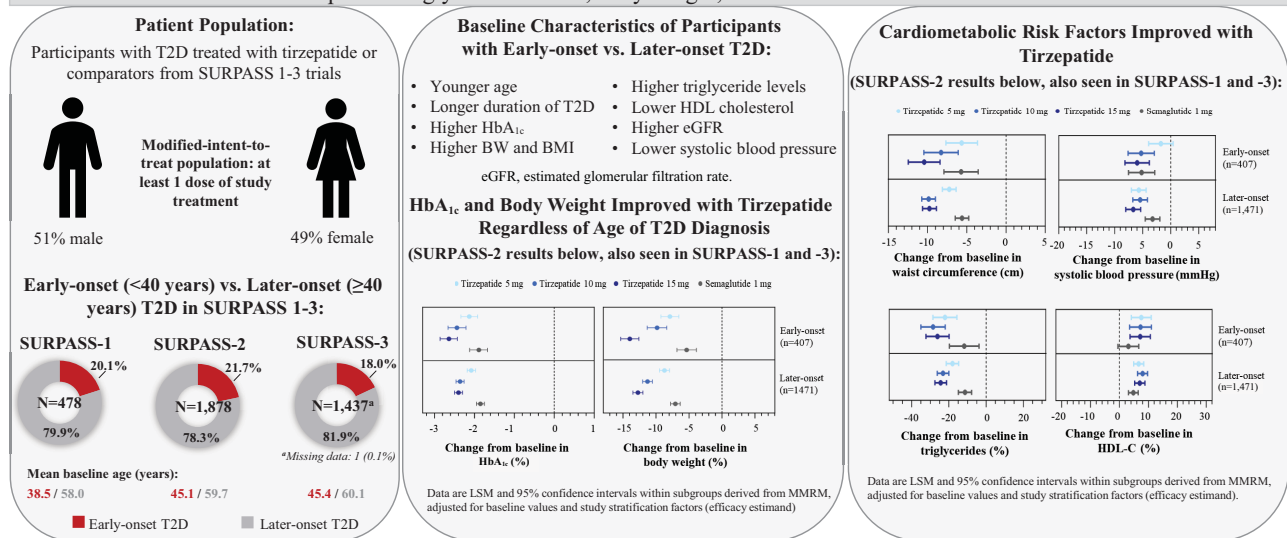 Patient Population:
Participants with T2D treated with tirzepatide or
comparators from SURPASS 1-3 trials
Modified-intent-to-
treat population: at
least 1 dose of study
treatment
51% male
49% female
Early-onset (<40 years) vs. Later-onset (≥40
years) T2D in SURPASS 1-3:
SURPASS-1
20.1%
N=478
79.9%
SURPASS-2
21.7%
N=1,878
78.3%
SURPASS-3
18.0%
N=1,437ᵃ
81.9%
ᵃMissing data: 1 (0.1%)
Mean baseline age (years):
38.5 / 58.0
45.1 / 59.7
45.4 / 60.1
Early-onset T2D
Later-onset T2D
Baseline Characteristics of Participants
with Early-onset vs. Later-onset T2D:
• Younger age
• Longer duration of T2D
• Higher HbA1c
• Higher BW and BMI
• Higher triglyceride levels
• Lower HDL cholesterol
• Higher eGFR
• Lower systolic blood pressure
eGFR, estimated glomerular filtration rate.
HbA1c and Body Weight Improved with Tirzepatide
Regardless of Age of T2D Diagnosis
(SURPASS-2 results below, also seen in SURPASS-1 and -3):
Tirzepatide 5 mg Tirzepatide 10 mg Tirzepatide 15 mg Semaglutide 1 mg
Early-onset
(n=407)
Later-onset
(n=1471)
-3 -2 -1 0 1
Change from baseline in
HbA1c (%)
-15 -10 -5 0 5
Change from baseline in
body weight (%)
Data are LSM and 95% confidence intervals within subgroups derived from MMRM,
adjusted for baseline values and study stratification factors (efficacy estimand)
Cardiometabolic Risk Factors Improved with
Tirzepatide
(SURPASS-2 results below, also seen in SURPASS-1 and -3):
Tirzepatide 5 mg Tirzepatide 10 mg Tirzepatide 15 mg Semaglutide 1 mg
Early-onset
(n=407)
Later-onset
(n=1,471)
-15 -10 -5 0 5
Change from baseline in
waist circumference (cm)
-20 -10 0
Change from baseline in
systolic blood pressure (mmHg)
Early-onset
(n=407)
Later-onset
(n=1,471)
-40 -20 0 20
Change from baseline in
triglycerides (%)
-20 -10 0 10 20 30
Change from baseline in
HDL-C (%)
Data are LSM and 95% confidence intervals within subgroups derived from MMRM,
adjusted for baseline values and study stratification factors (efficacy estimand).